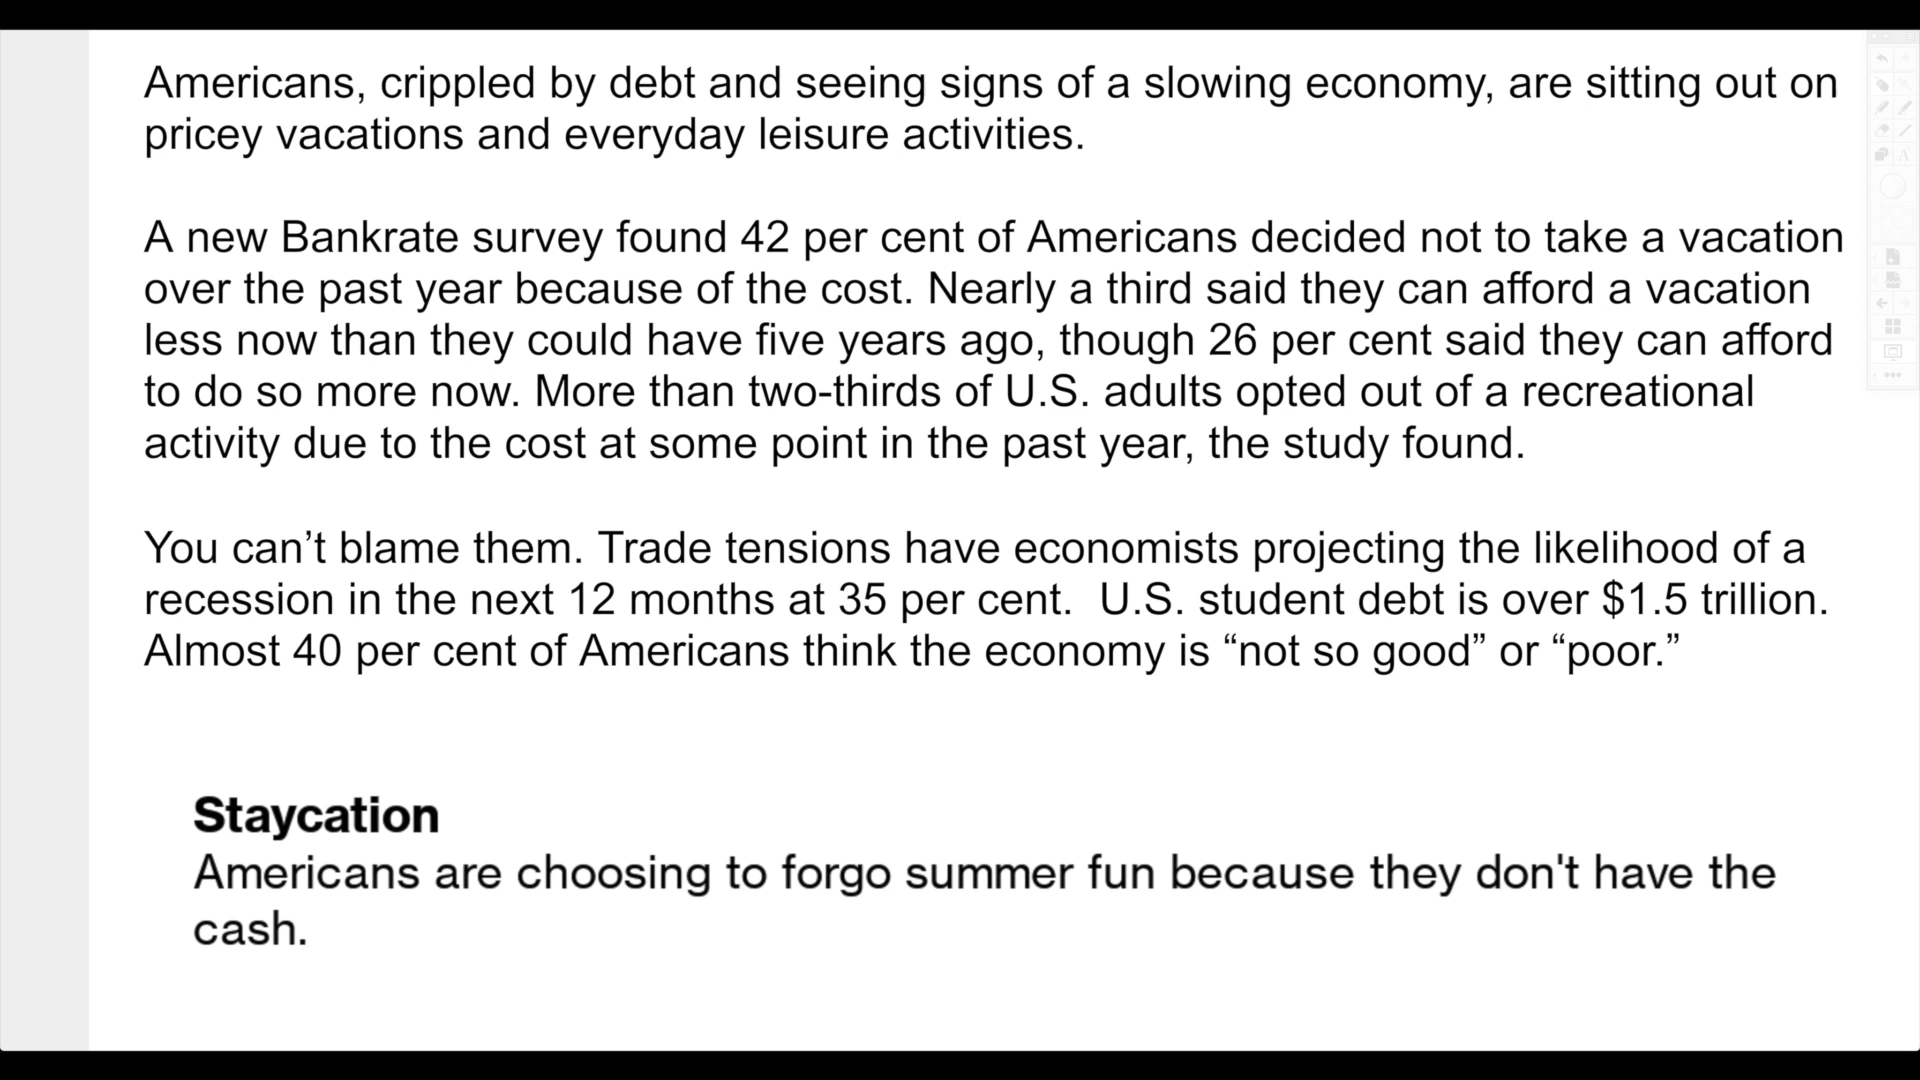 Americans, crippled by debt and seeing signs of a slowing economy, are sitting out on
pricey vacations and everyday leisure activities.
A new Bankrate survey found 42 per cent of Americans decided not to take a vacation
over the past year because of the cost. Nearly a third said they can afford a vacation
less now than they could have five years ago, though 26 per cent said they can afford
to do so more now. More than two-thirds of U.S. adults opted out of a recreational
activity due to the cost at some point in the past year, the study found.
You can’t blame them. Trade tensions have economists projecting the likelihood of a
recession in the next 12 months at 35 per cent.  U.S. student debt is over $1.5 trillion.
Almost 40 per cent of Americans think the economy is “not so good” or “poor.”
Staycation
Americans are choosing to forgo summer fun because they don't have the
cash.